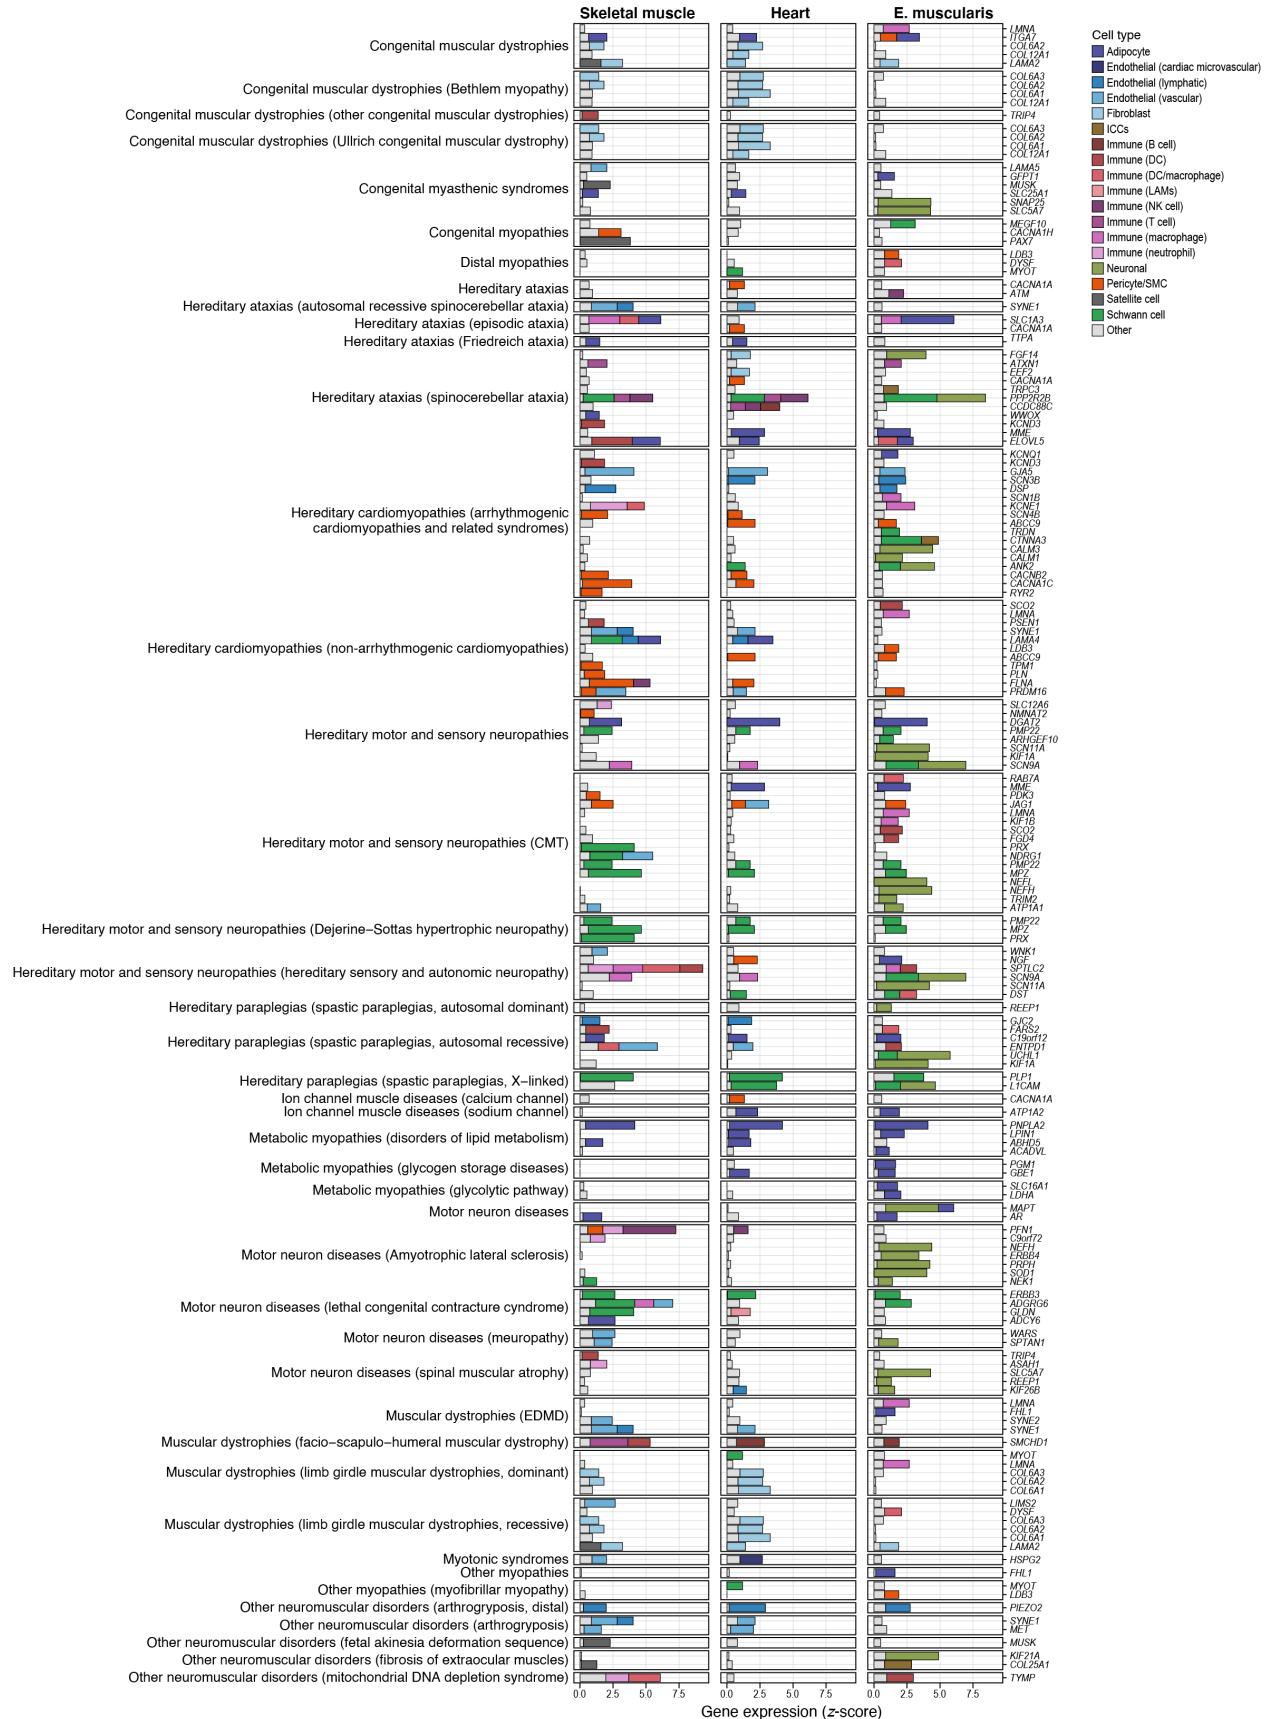 Skeletal muscle Heart E. muscularis
Cell type
Adipocyte
Endothelial (cardiac microvascular)
Endothelial (lymphatic)
Endothelial (vascular)
Fibroblast
ICCs
Immune (B cell)
Immune (DC)
Immune (DC/macrophage)
Immune (LAMs)
Immune (NK cell)
Immune (T cell)
Immune (macrophage)
Immune (neutrophil)
Neuronal
Pericyte/SMC
Satellite cell
Schwann cell
Other
Congenital muscular dystrophies
LMNA
ITGA7
COL6A2
COL12A1
LAMA2
Congenital muscular dystrophies (Bethlem myopathy)
COL6A3
COL6A2
COL6A1
COL12A1
Congenital muscular dystrophies (other congenital muscular dystrophies)
TRIP4
Congenital muscular dystrophies (Ullrich congenital muscular dystrophy)
COL6A3
COL6A2
COL6A1
COL12A1
Congenital myasthenic syndromes
LAMA5
GFPT1
MUSK
SLC25A1
SNAP25
SLC5A7
Congenital myopathies
MEGF10
CACNA1H
PAX7
Distal myopathies
LDB3
DYSF
MYOT
Hereditary ataxias
CACNA1A
ATM
Hereditary ataxias (autosomal recessive spinocerebellar ataxia)
SYNE1
Hereditary ataxias (episodic ataxia)
SLC1A3
CACNA1A
Hereditary ataxias (Friedreich ataxia)
TTPA
Hereditary ataxias (spinocerebellar ataxia)
FGF14
ATXN1
EEF2
CACNA1A
TRPC3
PPP2R2B
CCDC88C
WWOX
KCND3
MME
ELOVL5
Hereditary cardiomyopathies (arrhythmogenic
cardiomyopathies and related syndromes)
KCNQ1
KCND3
GJA5
SCN3B
DSP
SCN1B
KCNE1
SCN4B
ABCC9
TRDN
CTNNA3
CALM3
CALM1
ANK2
CACNB2
CACNA1C
RYR2
Hereditary cardiomyopathies (non−arrhythmogenic cardiomyopathies)
SCO2
LMNA
PSEN1
SYNE1
LAMA4
LDB3
ABCC9
TPM1
PLN
FLNA
PRDM16
Hereditary motor and sensory neuropathies
SLC12A6
NMNAT2
DGAT2
PMP22
ARHGEF10
SCN11A
KIF1A
SCN9A
Hereditary motor and sensory neuropathies (CMT)
RAB7A
MME
PDK3
JAG1
LMNA
KIF1B
SCO2
FGD4
PRX
NDRG1
PMP22
MPZ
NEFL
NEFH
TRIM2
ATP1A1
Hereditary motor and sensory neuropathies (Dejerine−Sottas hypertrophic neuropathy)
PMP22
MPZ
PRX
Hereditary motor and sensory neuropathies (hereditary sensory and autonomic neuropathy)
WNK1
NGF
SPTLC2
SCN9A
SCN11A
DST
Hereditary paraplegias (spastic paraplegias, autosomal dominant)
REEP1
Hereditary paraplegias (spastic paraplegias, autosomal recessive)
GJC2
FARS2
C19orf12
ENTPD1
UCHL1
KIF1A
Hereditary paraplegias (spastic paraplegias, X−linked)
PLP1
L1CAM
Ion channel muscle diseases (calcium channel)
CACNA1A
Ion channel muscle diseases (sodium channel)
ATP1A2
Metabolic myopathies (disorders of lipid metabolism)
PNPLA2
LPIN1
ABHD5
ACADVL
Metabolic myopathies (glycogen storage diseases)
PGM1
GBE1
Metabolic myopathies (glycolytic pathway)
SLC16A1
LDHA
Motor neuron diseases
MAPT
AR
Motor neuron diseases (Amyotrophic lateral sclerosis)
PFN1
C9orf72
NEFH
ERBB4
PRPH
SOD1
NEK1
Motor neuron diseases (lethal congenital contracture cyndrome)
ERBB3
ADGRG6
GLDN
ADCY6
Motor neuron diseases (meuropathy)
WARS
SPTAN1
Motor neuron diseases (spinal muscular atrophy)
TRIP4
ASAH1
SLC5A7
REEP1
KIF26B
Muscular dystrophies (EDMD)
LMNA
FHL1
SYNE2
SYNE1
Muscular dystrophies (facio−scapulo−humeral muscular dystrophy)
SMCHD1
Muscular dystrophies (limb girdle muscular dystrophies, dominant)
MYOT
LMNA
COL6A3
COL6A2
COL6A1
Muscular dystrophies (limb girdle muscular dystrophies, recessive)
LIMS2
DYSF
COL6A3
COL6A2
COL6A1
LAMA2
Myotonic syndromes
HSPG2
Other myopathies
FHL1
Other myopathies (myofibrillar myopathy)
MYOT
LDB3
Other neuromuscular disorders (arthrogryposis, distal)
PIEZO2
Other neuromuscular disorders (arthrogryposis)
SYNE1
MET
Other neuromuscular disorders (fetal akinesia deformation sequence)
MUSK
Other neuromuscular disorders (fibrosis of extraocular muscles)
KIF21A
COL25A1
Other neuromuscular disorders (mitochondrial DNA depletion syndrome)
TYMP
0 2.5 5.0 7.5 0 2.5 5.0 7.5 0 2.5 5.0 7.5
Gene expression (z−score)